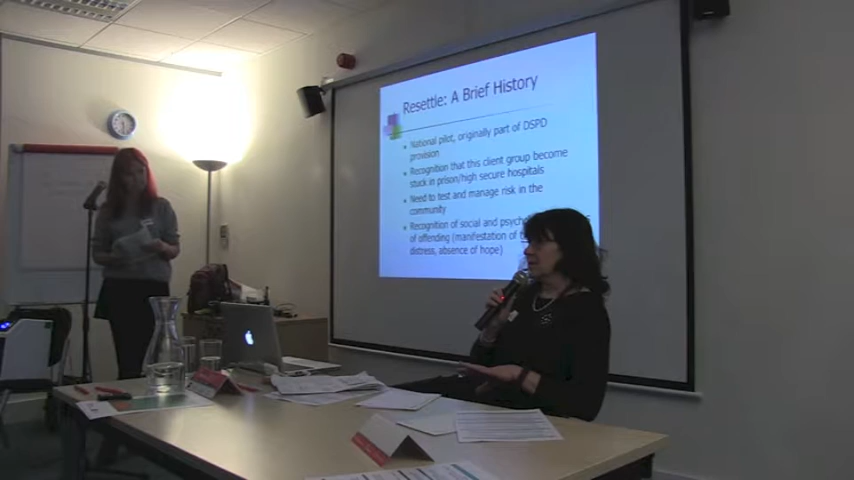 Resettle: A Brief History
National pilot, originally part of DSPD
provision
Recognition that this client group become
stuck in prison/high secure hospitals
Need to test and manage risk in the
community
Recognition of social and
of offending (manifestation of
distress, absence of hope)